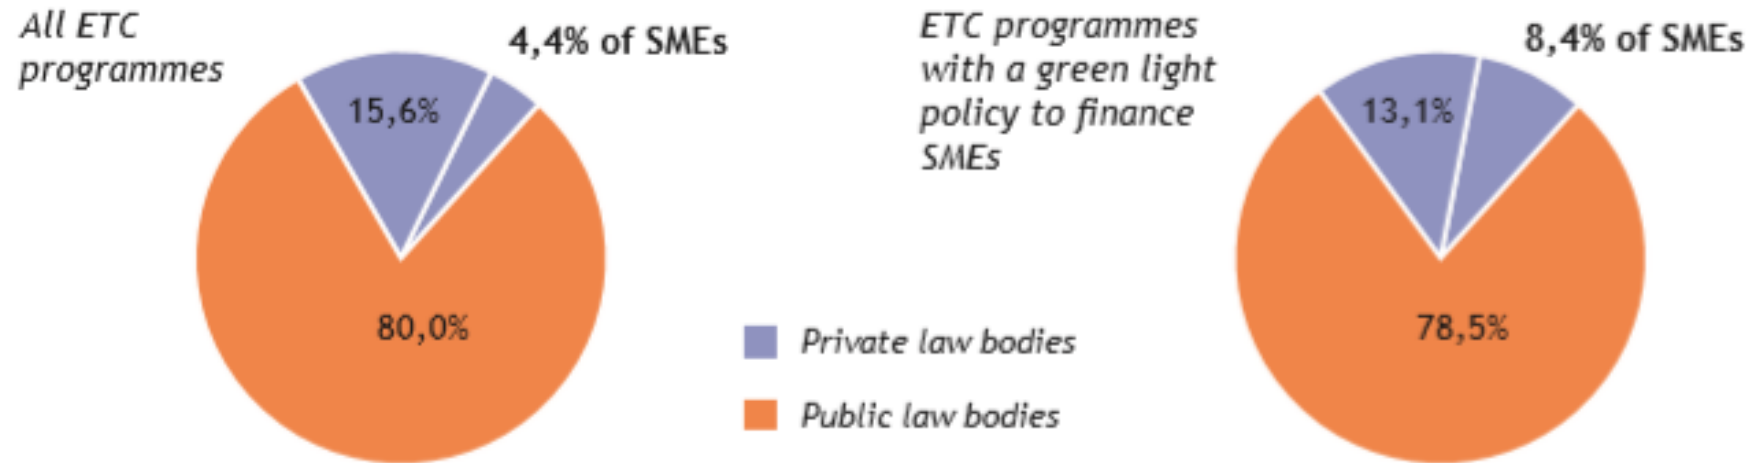 All ETC
programmes
4,4% of SMEs
15,6%
80,0%
Private law bodies
Public law bodies
ETC programmes
with a green light
policy to finance
SMEs
8,4% of SMEs
13,1%
78,5%